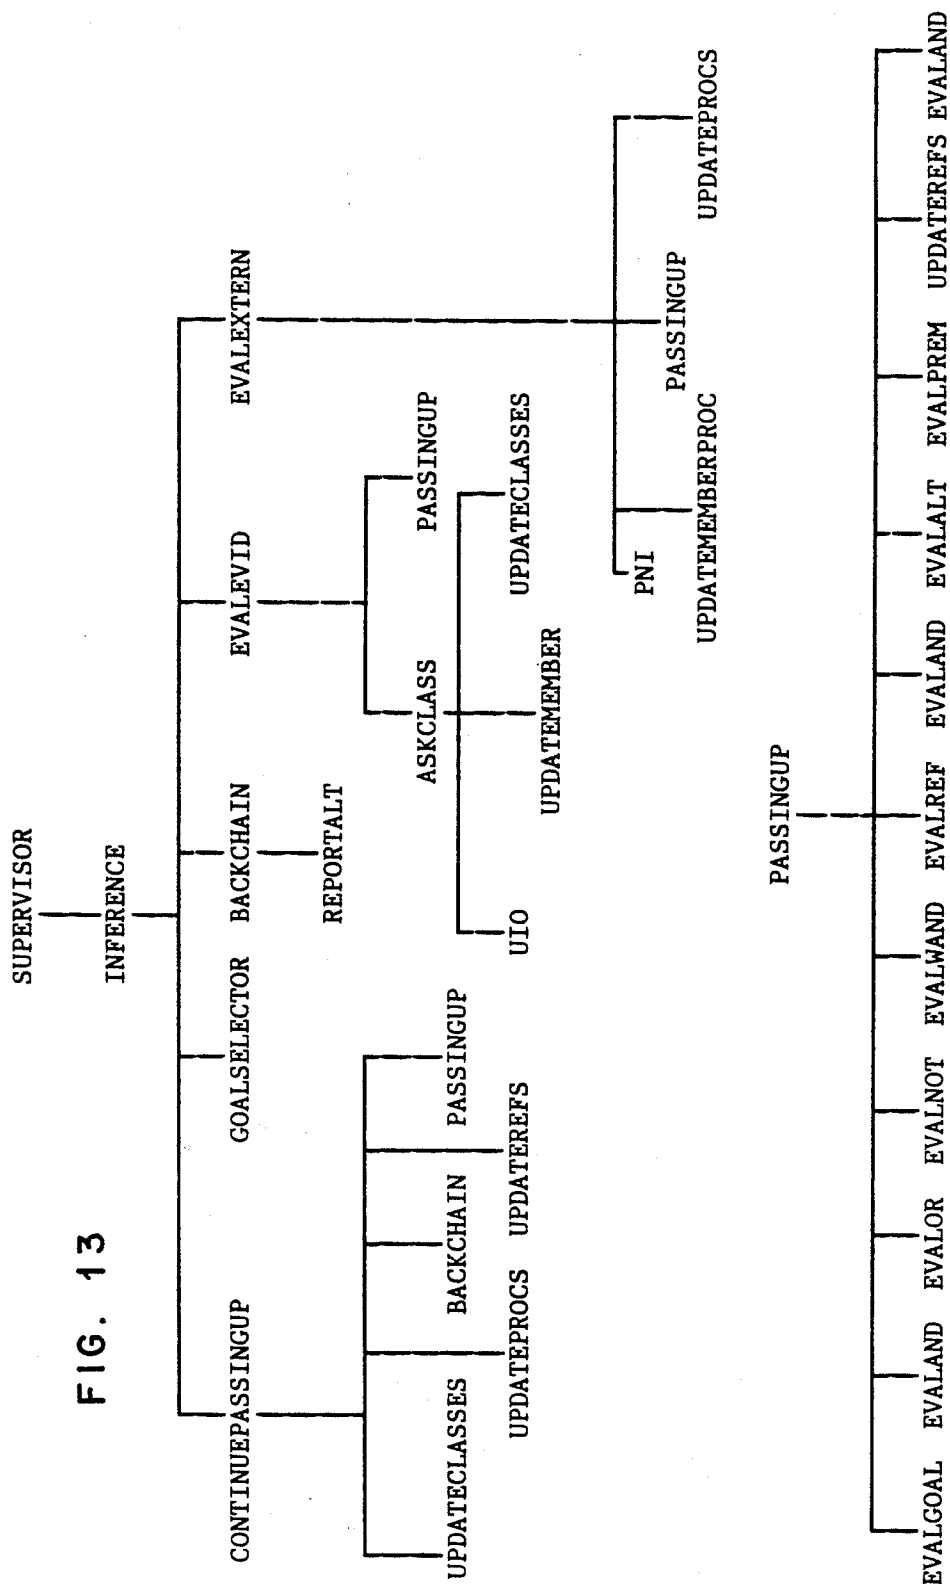 FIG. 13
SUPERVISOR
INFERENCE
CONTINUEPASSINGUP GOALSELECTOR BACKCHAIN EVALEVID EVALEXTERN
REPORTALT
UPDATECLASSES BACKCHAIN PASSINGUP
UPDATEPROCS UPDATEREFS
ASKCLASS PASSINGUP
UIO UPDATECLASSES
UPDATEMEMBER
PNI PASSINGUP
UPDATEMEMBERPROC UPDATEPROCS
PASSINGUP
EVALGOAL EVALAND EVALOR EVALNOT EVALWAND EVALREF EVALAND EVALALT EVALPREM UPDATEREFS EVALAND